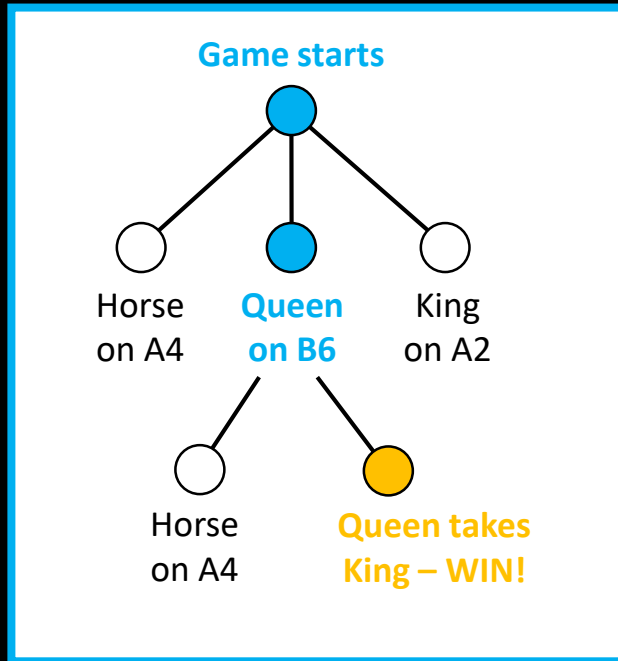 Game starts
Horse
on A4
Queen
on B6
King
on A2
Horse
on A4
Queen takes
King – WIN!